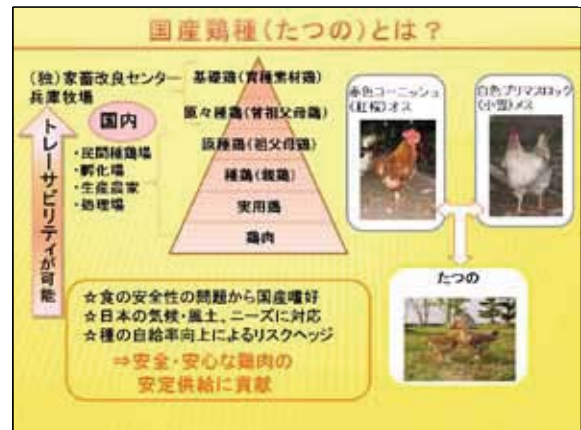 国産鶏種(たつの)とは？
(独)家畜改良センター
兵庫牧場
国内
・民間種鶏場
・孵化場
・生産農家
・処理場
トレーサビリティが可能
基礎鶏(育種素材鶏)
原々種鶏(曽祖父母鶏)
原種鶏(祖父母鶏)
種鶏(親鶏)
実用鶏
鶏肉
赤色コーニッシュ
(紅桜)オス
白色プリマスロック
(小雪)メス
たつの
☆食の安全性の問題から国産嗜好
☆日本の気候・風土、ニーズに対応
☆種の自給率向上によるリスクヘッジ
⇒安全・安心な鶏肉の
安定供給に貢献